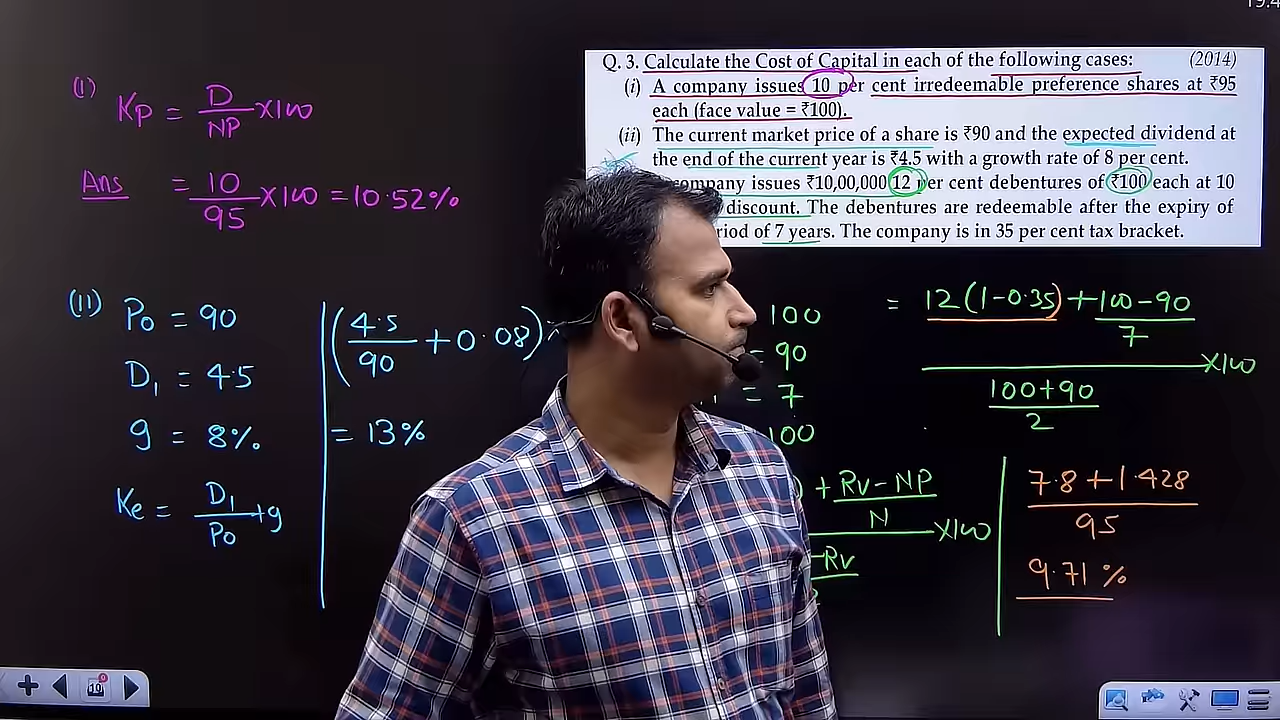 19:4
Q. 3. Calculate the Cost of Capital in each of the following cases: (2014)
(i) A company issues 10 per cent irredeemable preference shares at ₹95
each (face value = ₹100).
(ii) The current market price of a share is ₹90 and the expected dividend at
the end of the current year is ₹4.5 with a growth rate of 8 per cent.
company issues ₹10,00,000 12 per cent debentures of ₹100 each at 10
discount. The debentures are redeemable after the expiry of
of 7 years. The company is in 35 per cent tax bracket.
(I)
Kp = D/NP ×100
Ans = 10/95 ×100 = 10.52%
(II) Po = 90
D₁ = 4.5
g = 8%
Ke = D₁/Po + g
(4.5/90 + 0.08)
= 13%
100
= 90
= 7
100
) + Rv - NP
N
×100
Rv
= 12(1-0.35) + 100-90
7
×100
100+90
2
7.8 + 1.428
95
9.71%
10